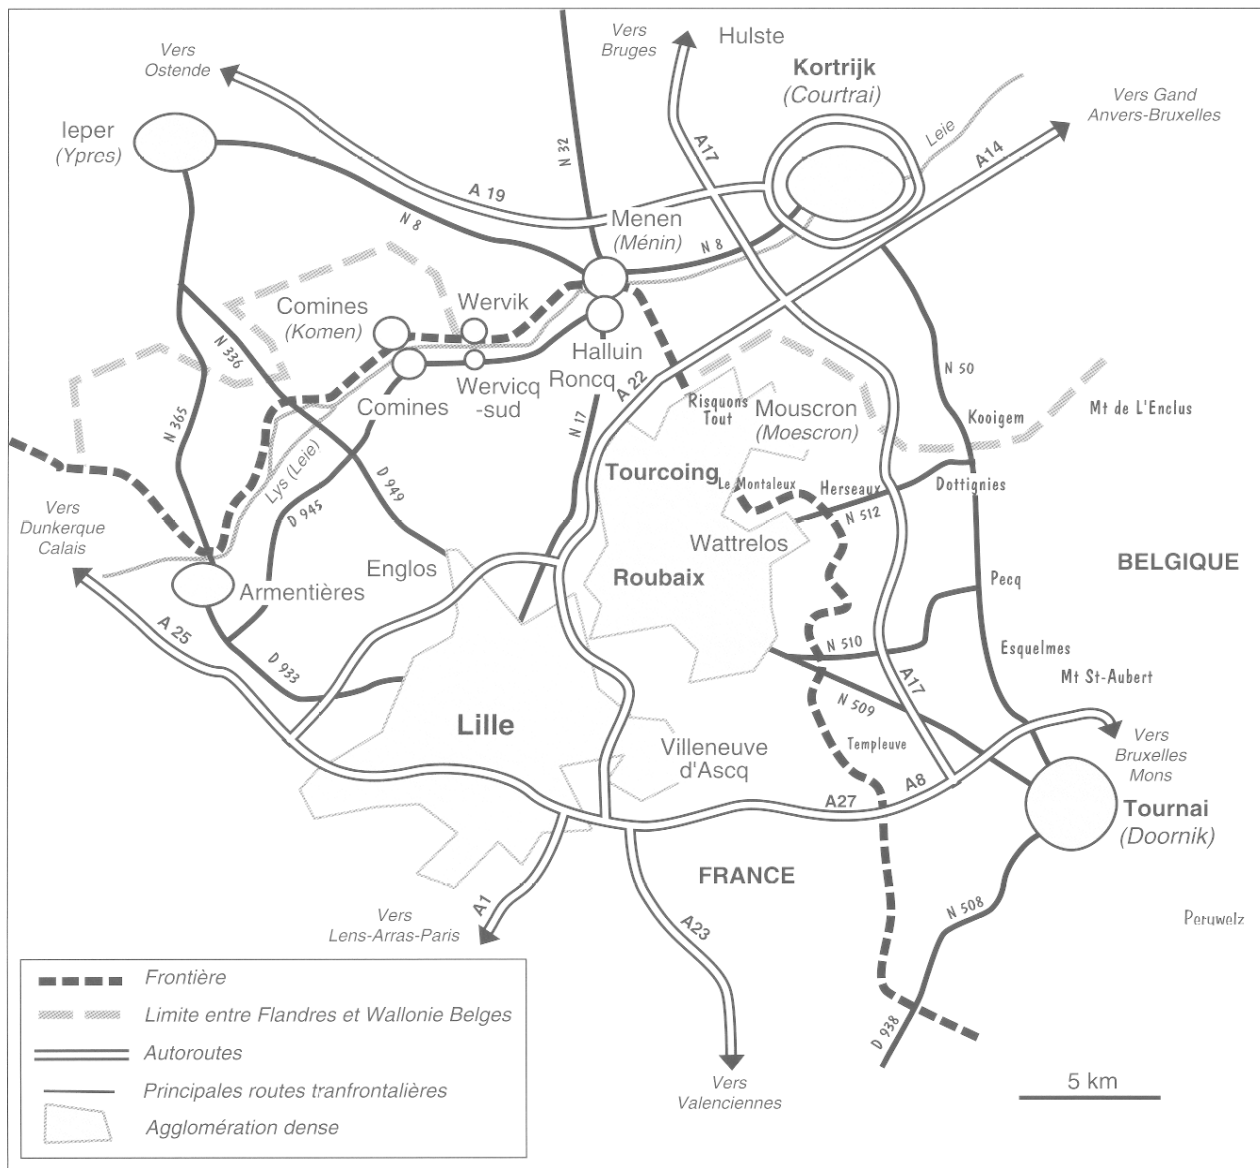 Vers
Ostende
Vers
Bruges
Hulste
Kortrijk
(Courtrai)
Vers Gand
Anvers-Bruxelles
Ieper
(Ypres)
Leie
N 32
A17
A14
A 19
N 8
Menen
(Ménin)
N 8
Comines
(Komen)
Wervik
N 336
Halluin
Roncq
Wervicq
-sud
Comines
A 22
N 50
Risquons
Tout
Mouscron
(Moescron)
Kooigem
Mt de L'Enclus
N 365
N 17
Lys (Leie)
Tourcoing
Le Montaleux
Herseaux
Dottignies
D 949
D 945
N 512
Vers
Dunkerque
Calais
Wattrelos
Englos
Roubaix
BELGIQUE
Armentières
Pecq
A 25
N 510
Esquelmes
D 933
Mt St-Aubert
A17
N 509
Lille
Villeneuve
d'Ascq
Templeuve
Vers
Bruxelles
Mons
A8
A27
Tournai
(Doornik)
FRANCE
A1
N 508
Vers
Lens-Arras-Paris
A23
Peruwelz
Frontière
Limite entre Flandres et Wallonie Belges
Autoroutes
Principales routes tranfrontalières
Agglomération dense
D 938
Vers
Valenciennes
5 km